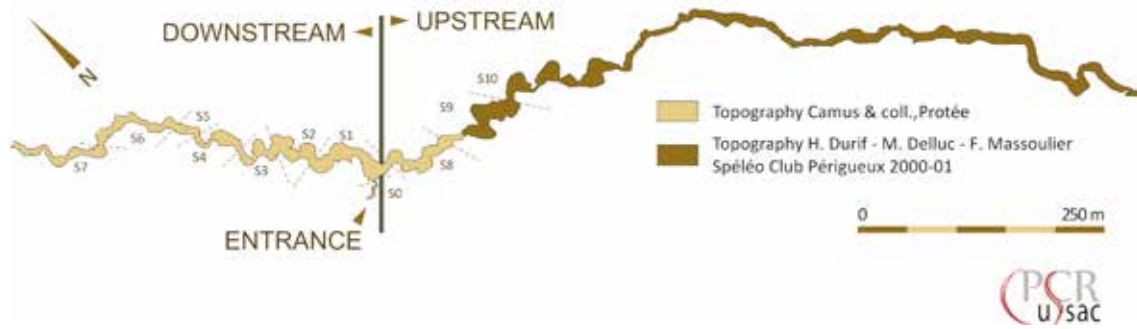 DOWNSTREAM
UPSTREAM
N
S10
S9
S5
S6
S4
S2
S1
S3
S7
S8
S0
ENTRANCE
Topography Camus & coll.,Protée
Topography H. Durif - M. Delluc - F. Massoulier
Spéléo Club Périgueux 2000-01
0 250 m
PCR
ussac